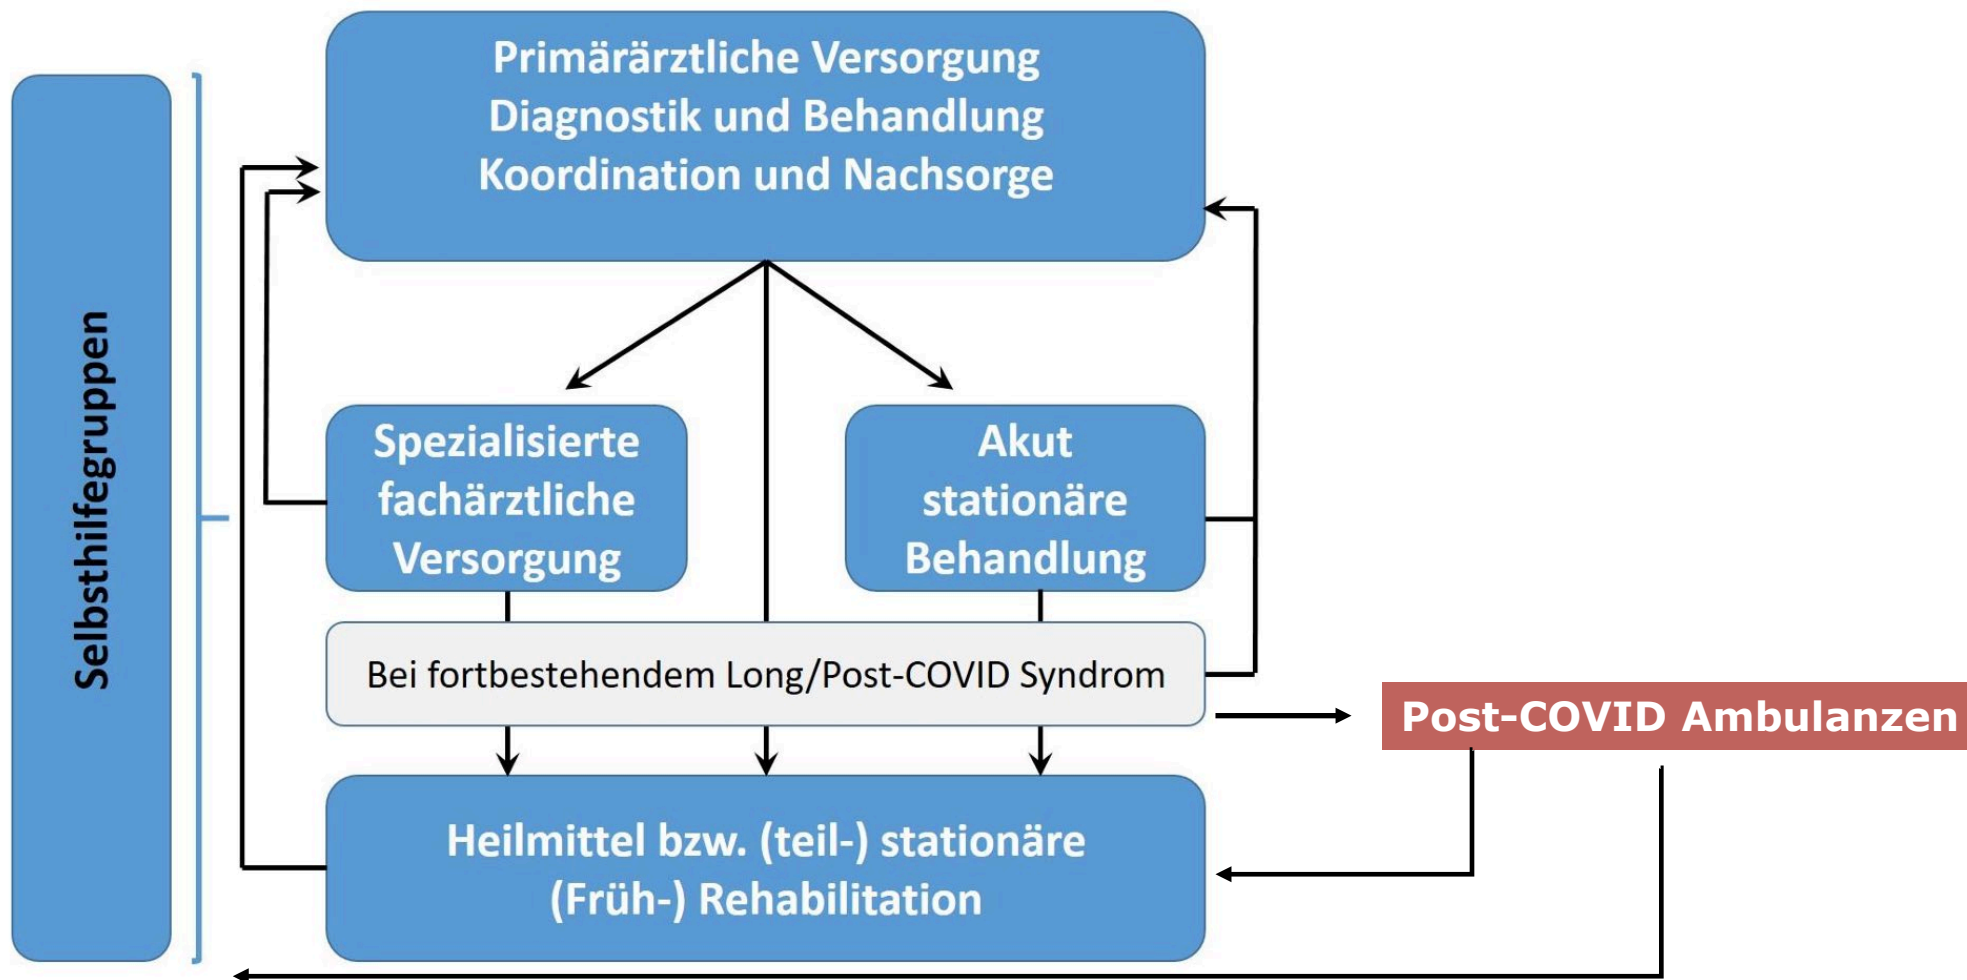 Primärärztliche Versorgung
Diagnostik und Behandlung
Koordination und Nachsorge
Selbsthilfegruppen
Spezialisierte
fachärztliche
Versorgung
Akut
stationäre
Behandlung
Bei fortbestehendem Long/Post-COVID Syndrom
Post-COVID Ambulanzen
Heilmittel bzw. (teil-) stationäre
(Früh-) Rehabilitation